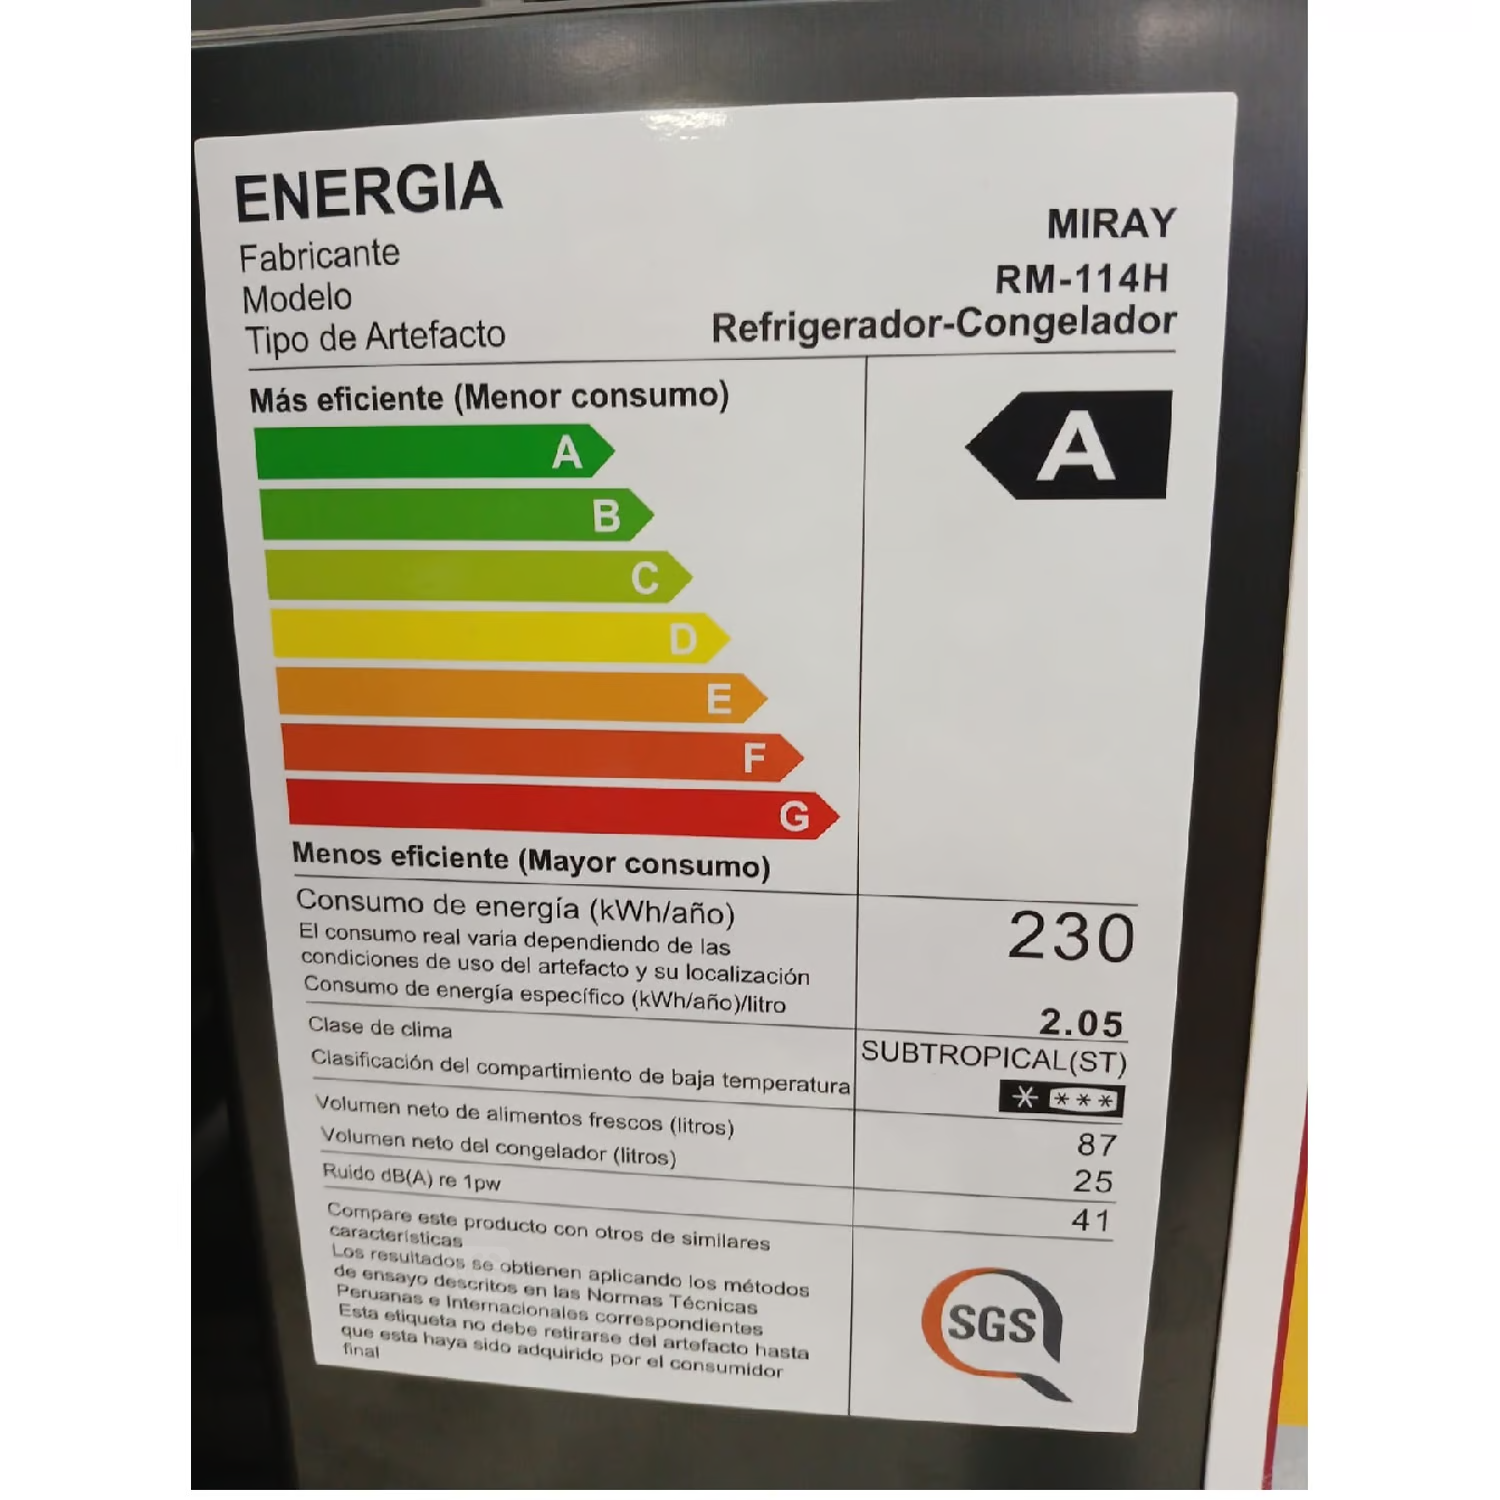 ENERGIA
Fabricante MIRAY
Modelo RM-114H
Tipo de Artefacto Refrigerador-Congelador
Más eficiente (Menor consumo)
A A
B
C
D
E
F
G
Menos eficiente (Mayor consumo)
Consumo de energía (kWh/año) 230
El consumo real varia dependiendo de las
condiciones de uso del artefacto y su localización
Consumo de energía específico (kWh/año)/litro 2.05
Clase de clima SUBTROPICAL(ST)
Clasificación del compartimiento de baja temperatura * ***
Volumen neto de alimentos frescos (litros) 87
Volumen neto del congelador (litros) 25
Ruido dB(A) re 1pw 41
Compare este producto con otros de similares
características
Los resultados se obtienen aplicando los métodos
de ensayo descritos en las Normas Técnicas
Peruanas e Internacionales correspondientes
Esta etiqueta no debe retirarse del artefacto hasta
que esta haya sido adquirido por el consumidor
final
SGS